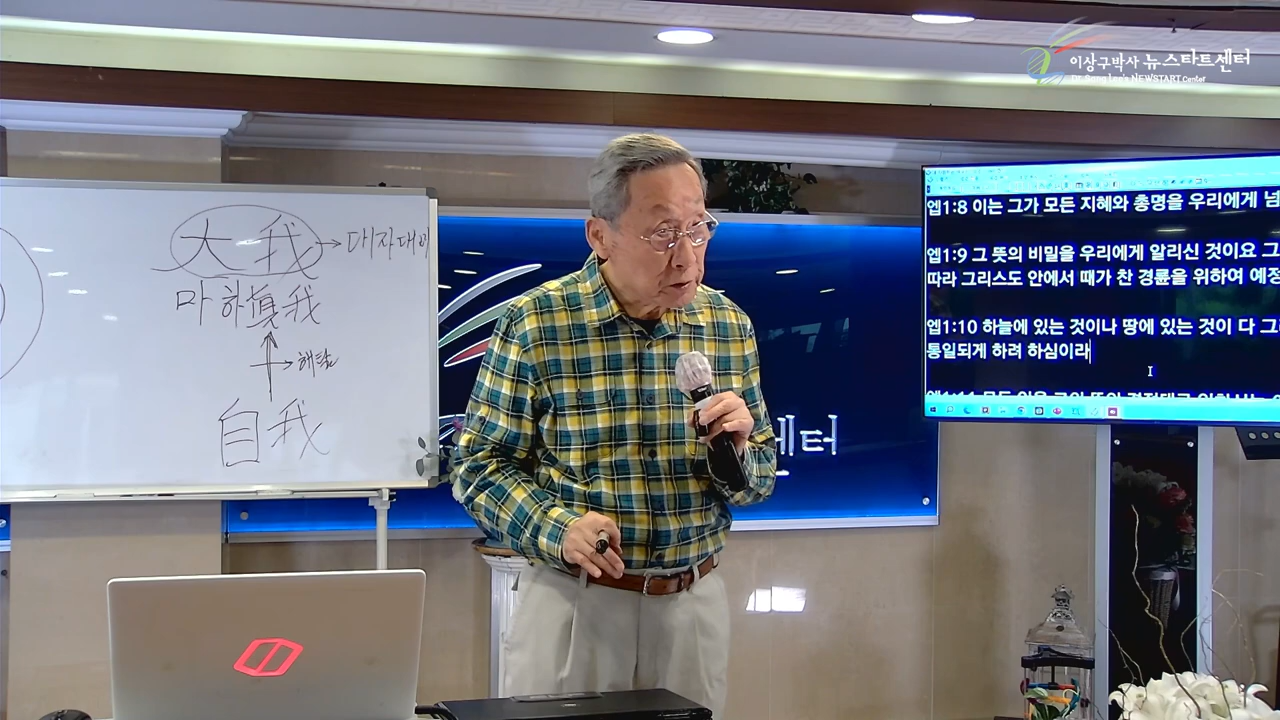 이상구박사 뉴스타트센터
Dr. Sang Lee's NEWSTART Center
大我 → 대자대비
마하眞我
→ 해탈
自我
센터
엡1:8 이는 그가 모든 지혜와 총명을 우리에게 넘
엡1:9 그 뜻의 비밀을 우리에게 알리신 것이요 그
따라 그리스도 안에서 때가 찬 경륜을 위하여 예정
엡1:10 하늘에 있는 것이나 땅에 있는 것이 다 그
통일되게 하려 하심이라